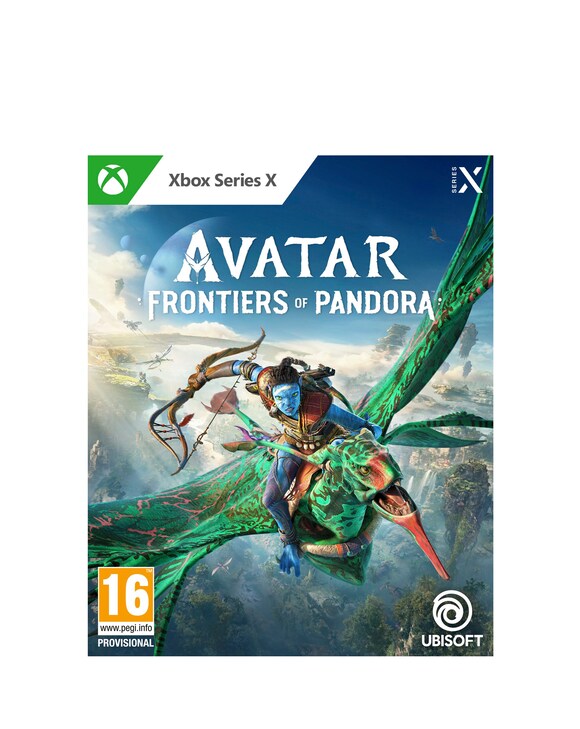 Xbox Series X
SERIES X
AVATAR
FRONTIERS OF PANDORA
16
www.pegi.info
PROVISIONAL
UBISOFT